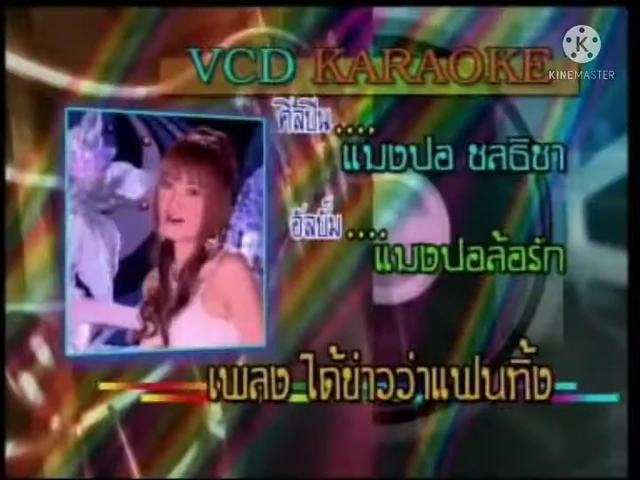 VCD KARAOKE
KINEMASTER
ศิลปิน....
แมงปอ ชลธิชา
อัลบั้ม....
แมงปอล้อรัก
เพลง ได้ข่าวว่าแฟนทิ้ง